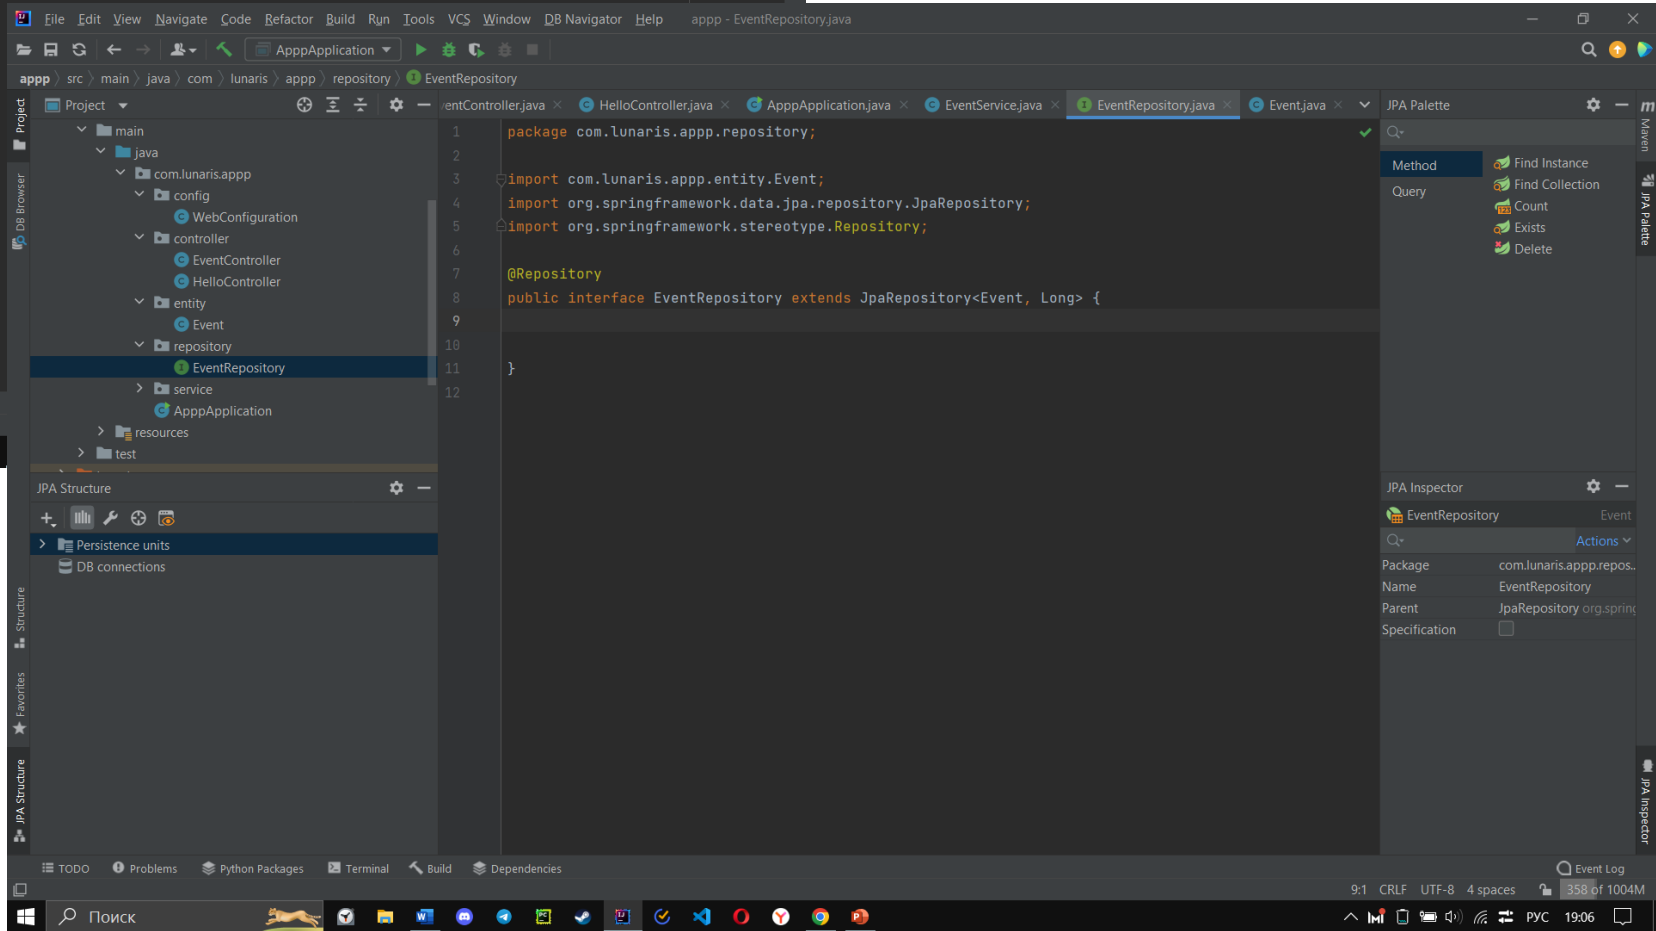 File Edit View Navigate Code Refactor Build Run Tools VCS Window DB Navigator Help appp - EventRepository.java
ApppApplication
appp src main java com lunaris appp repository EventRepository
Project
entController.java HelloController.java ApppApplication.java EventService.java EventRepository.java Event.java
JPA Palette
Project
DB Browser
Structure
Favorites
JPA Structure
main
java
com.lunaris.appp
config
WebConfiguration
controller
EventController
HelloController
entity
Event
repository
EventRepository
service
ApppApplication
resources
test
JPA Structure
Persistence units
DB connections
1 package com.lunaris.appp.repository;
2
3 import com.lunaris.appp.entity.Event;
4 import org.springframework.data.jpa.repository.JpaRepository;
5 import org.springframework.stereotype.Repository;
6
7 @Repository
8 public interface EventRepository extends JpaRepository<Event, Long> {
9
10
11 }
12
Method
Query
Find Instance
Find Collection
Count
Exists
Delete
JPA Inspector
EventRepository Event
Actions
Package com.lunaris.appp.repos..
Name EventRepository
Parent JpaRepository org.spring
Specification
Maven
JPA Palette
JPA Inspector
TODO Problems Python Packages Terminal Build Dependencies Event Log
9:1 CRLF UTF-8 4 spaces 358 of 1004M
Поиск РУС 19:06